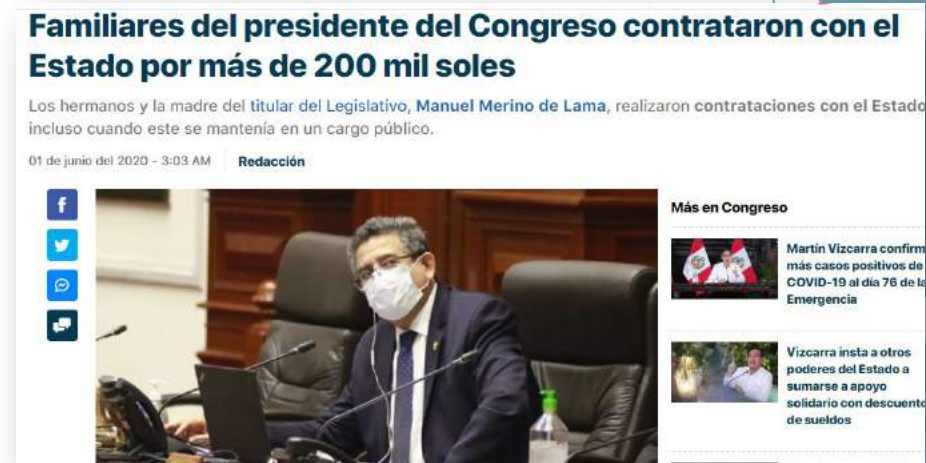 Familiares del presidente del Congreso contrataron con el
Estado por más de 200 mil soles
Los hermanos y la madre del titular del Legislativo, Manuel Merino de Lama, realizaron contrataciones con el Estado
incluso cuando este se mantenía en un cargo público.
01 de junio del 2020 - 3:03 AM Redacción
Más en Congreso
Martín Vizcarra confirm
más casos positivos de
COVID-19 al día 76 de la
Emergencia
Vizcarra insta a otros
poderes del Estado a
sumarse a apoyo
solidario con descuento
de sueldos